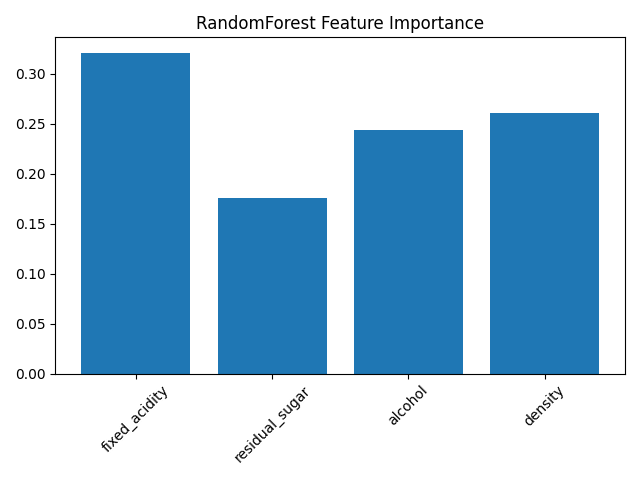 RandomForest Feature Importance
0.30
0.25
0.20
0.15
0.10
0.05
0.00
fixed_acidity
residual_sugar
alcohol
density